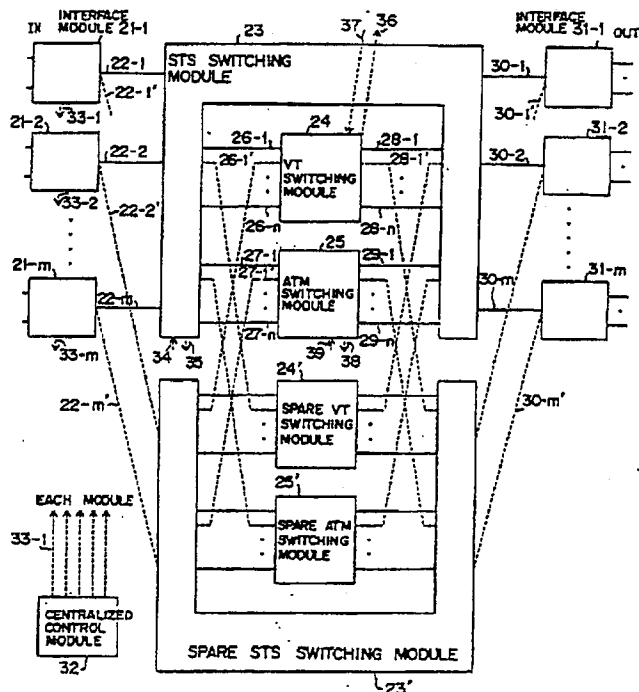 INTERFACE MODULE 21-1
IN
23
37
36
INTERFACE MODULE 31-1
OUT
STS SWITCHING MODULE
22-1
22-1'
33-1
30-1
30-1'
21-2
24
31-2
22-2
26-1
26-1'
VT SWITCHING MODULE
28-1
28-1'
30-2
33-2
22-2'
26-n
28-n
27-1
27-1'
25
29-1
21-m
ATM SWITCHING MODULE
31-m
22-m
30-m
27-n
29-n
33-m
34
35
39
38
24'
22-m'
SPARE VT SWITCHING MODULE
30-m'
25'
EACH MODULE
SPARE ATM SWITCHING MODULE
33-1
CENTRALIZED CONTROL MODULE
32
SPARE STS SWITCHING MODULE
23'